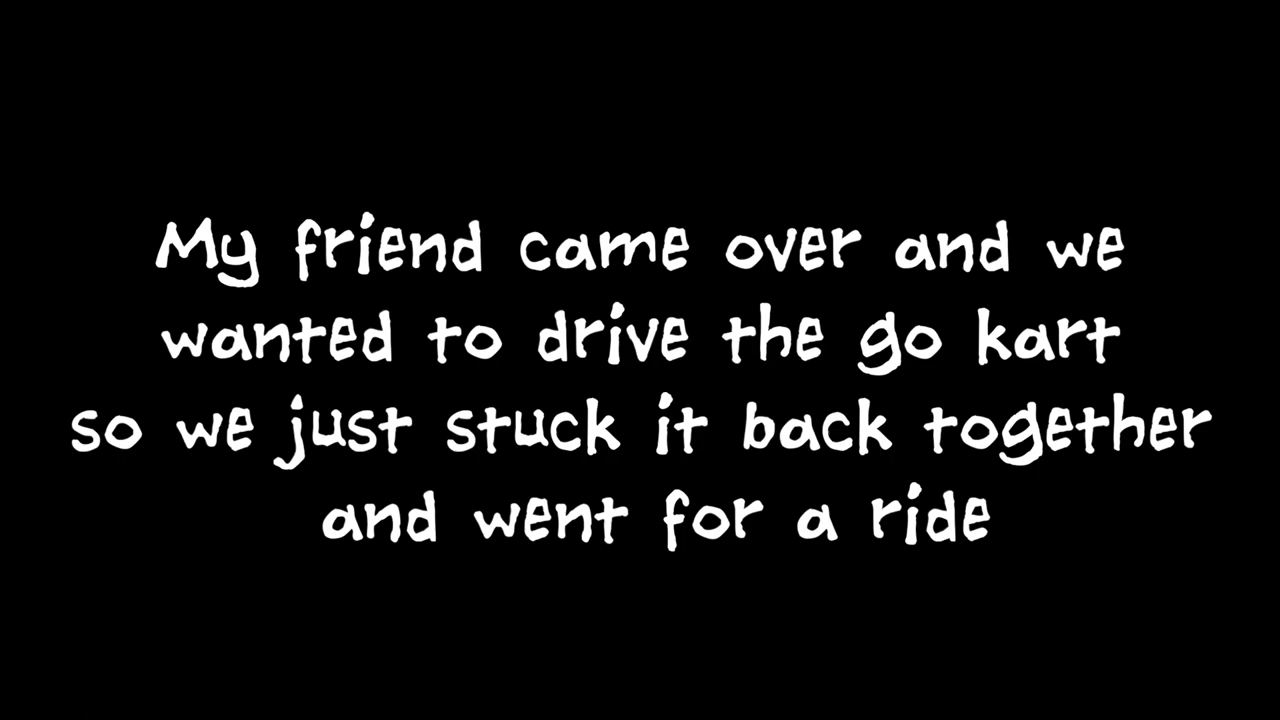 My friend came over and we
wanted to drive the go kart
so we just stuck it back together
and went for a ride